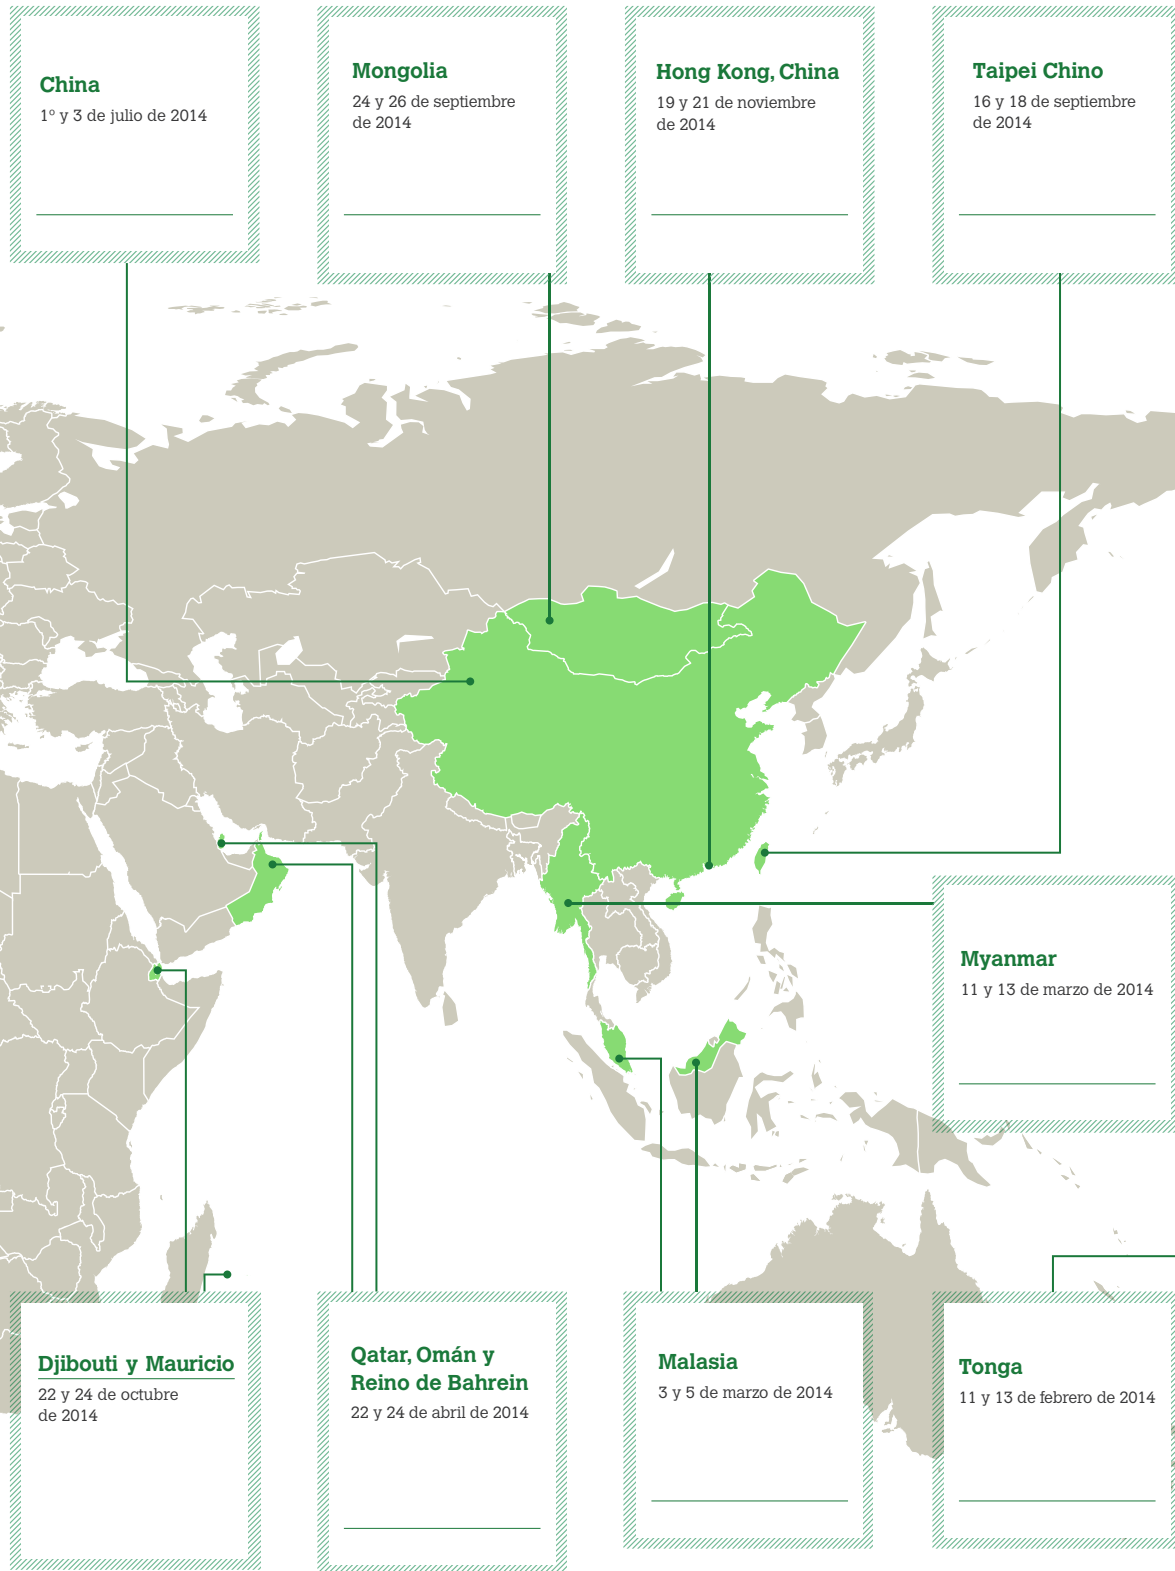 China
1º y 3 de julio de 2014
Mongolia
24 y 26 de septiembre
de 2014
Hong Kong, China
19 y 21 de noviembre
de 2014
Taipei Chino
16 y 18 de septiembre
de 2014
Myanmar
11 y 13 de marzo de 2014
Djibouti y Mauricio
22 y 24 de octubre
de 2014
Qatar, Omán y
Reino de Bahrein
22 y 24 de abril de 2014
Malasia
3 y 5 de marzo de 2014
Tonga
11 y 13 de febrero de 2014